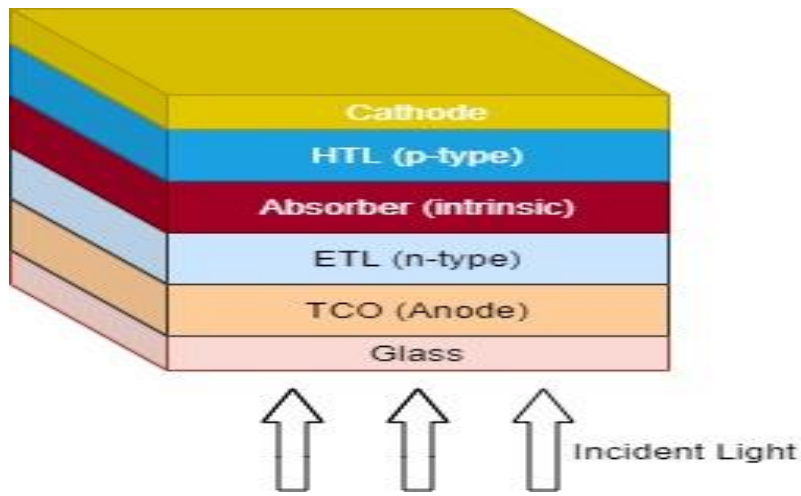 Cathode
HTL (p-type)
Absorber (intrinsic)
ETL (n-type)
TCO (Anode)
Glass
Incident Light